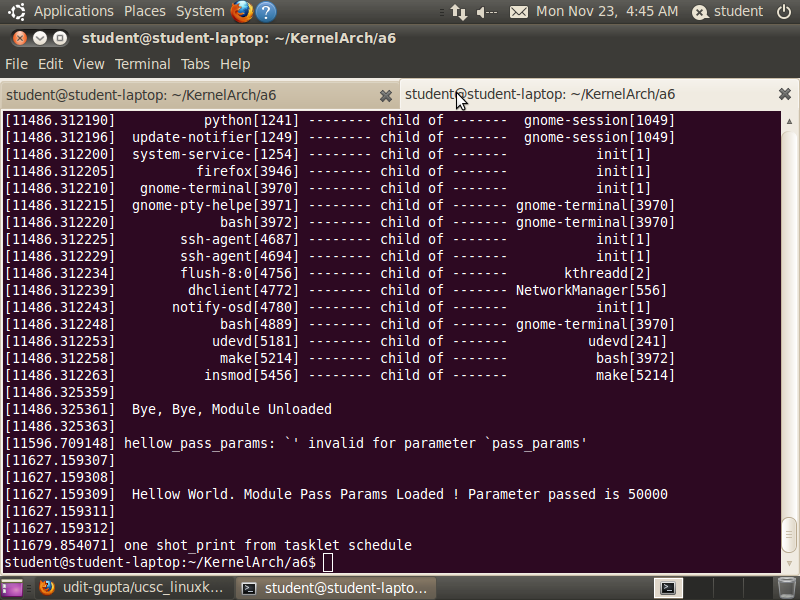 Applications Places System ? Mon Nov 23, 4:45 AM student
student@student-laptop: ~/KernelArch/a6
File Edit View Terminal Tabs Help
student@student-laptop: ~/KernelArch/a6 student@student-laptop: ~/KernelArch/a6
[11486.312190] python[1241] -------- child of ------- gnome-session[1049]
[11486.312196] update-notifier[1249] -------- child of ------- gnome-session[1049]
[11486.312200] system-service-[1254] -------- child of ------- init[1]
[11486.312205] firefox[3946] -------- child of ------- init[1]
[11486.312210] gnome-terminal[3970] -------- child of ------- init[1]
[11486.312215] gnome-pty-helpe[3971] -------- child of ------- gnome-terminal[3970]
[11486.312220] bash[3972] -------- child of ------- gnome-terminal[3970]
[11486.312225] ssh-agent[4687] -------- child of ------- init[1]
[11486.312229] ssh-agent[4694] -------- child of ------- init[1]
[11486.312234] flush-8:0[4756] -------- child of ------- kthreadd[2]
[11486.312239] dhclient[4772] -------- child of ------- NetworkManager[556]
[11486.312243] notify-osd[4780] -------- child of ------- init[1]
[11486.312248] bash[4889] -------- child of ------- gnome-terminal[3970]
[11486.312253] udevd[5181] -------- child of ------- udevd[241]
[11486.312258] make[5214] -------- child of ------- bash[3972]
[11486.312263] insmod[5456] -------- child of ------- make[5214]
[11486.325359]
[11486.325361] Bye, Bye, Module Unloaded
[11486.325363]
[11596.709148] hellow_pass_params: `' invalid for parameter `pass_params'
[11627.159307]
[11627.159308]
[11627.159309] Hellow World. Module Pass Params Loaded ! Parameter passed is 50000
[11627.159311]
[11627.159312]
[11679.854071] one shot_print from tasklet schedule
student@student-laptop:~/KernelArch/a6$
udit-gupta/ucsc_linuxk... student@student-lapto...